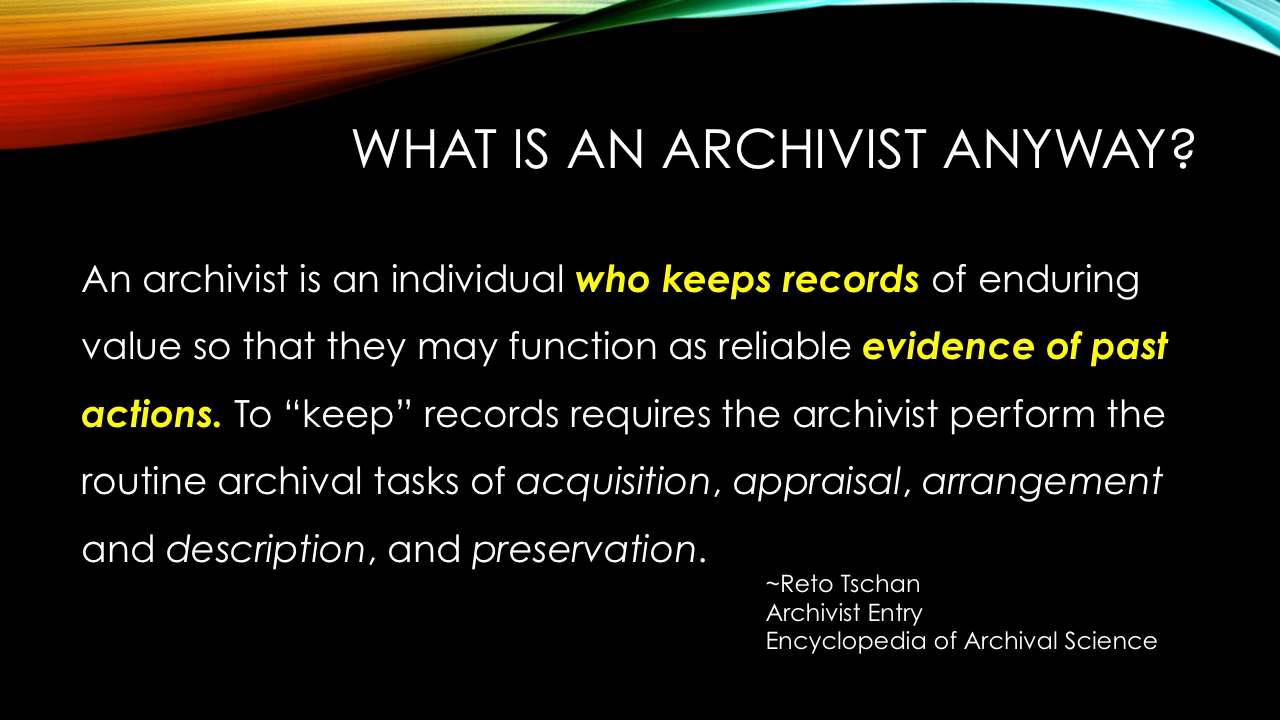 WHAT IS AN ARCHIVIST ANYWAY?
An archivist is an individual who keeps records of enduring
value so that they may function as reliable evidence of past
actions. To “keep” records requires the archivist perform the
routine archival tasks of acquisition, appraisal, arrangement
and description, and preservation.
~Reto Tschan
Archivist Entry
Encyclopedia of Archival Science